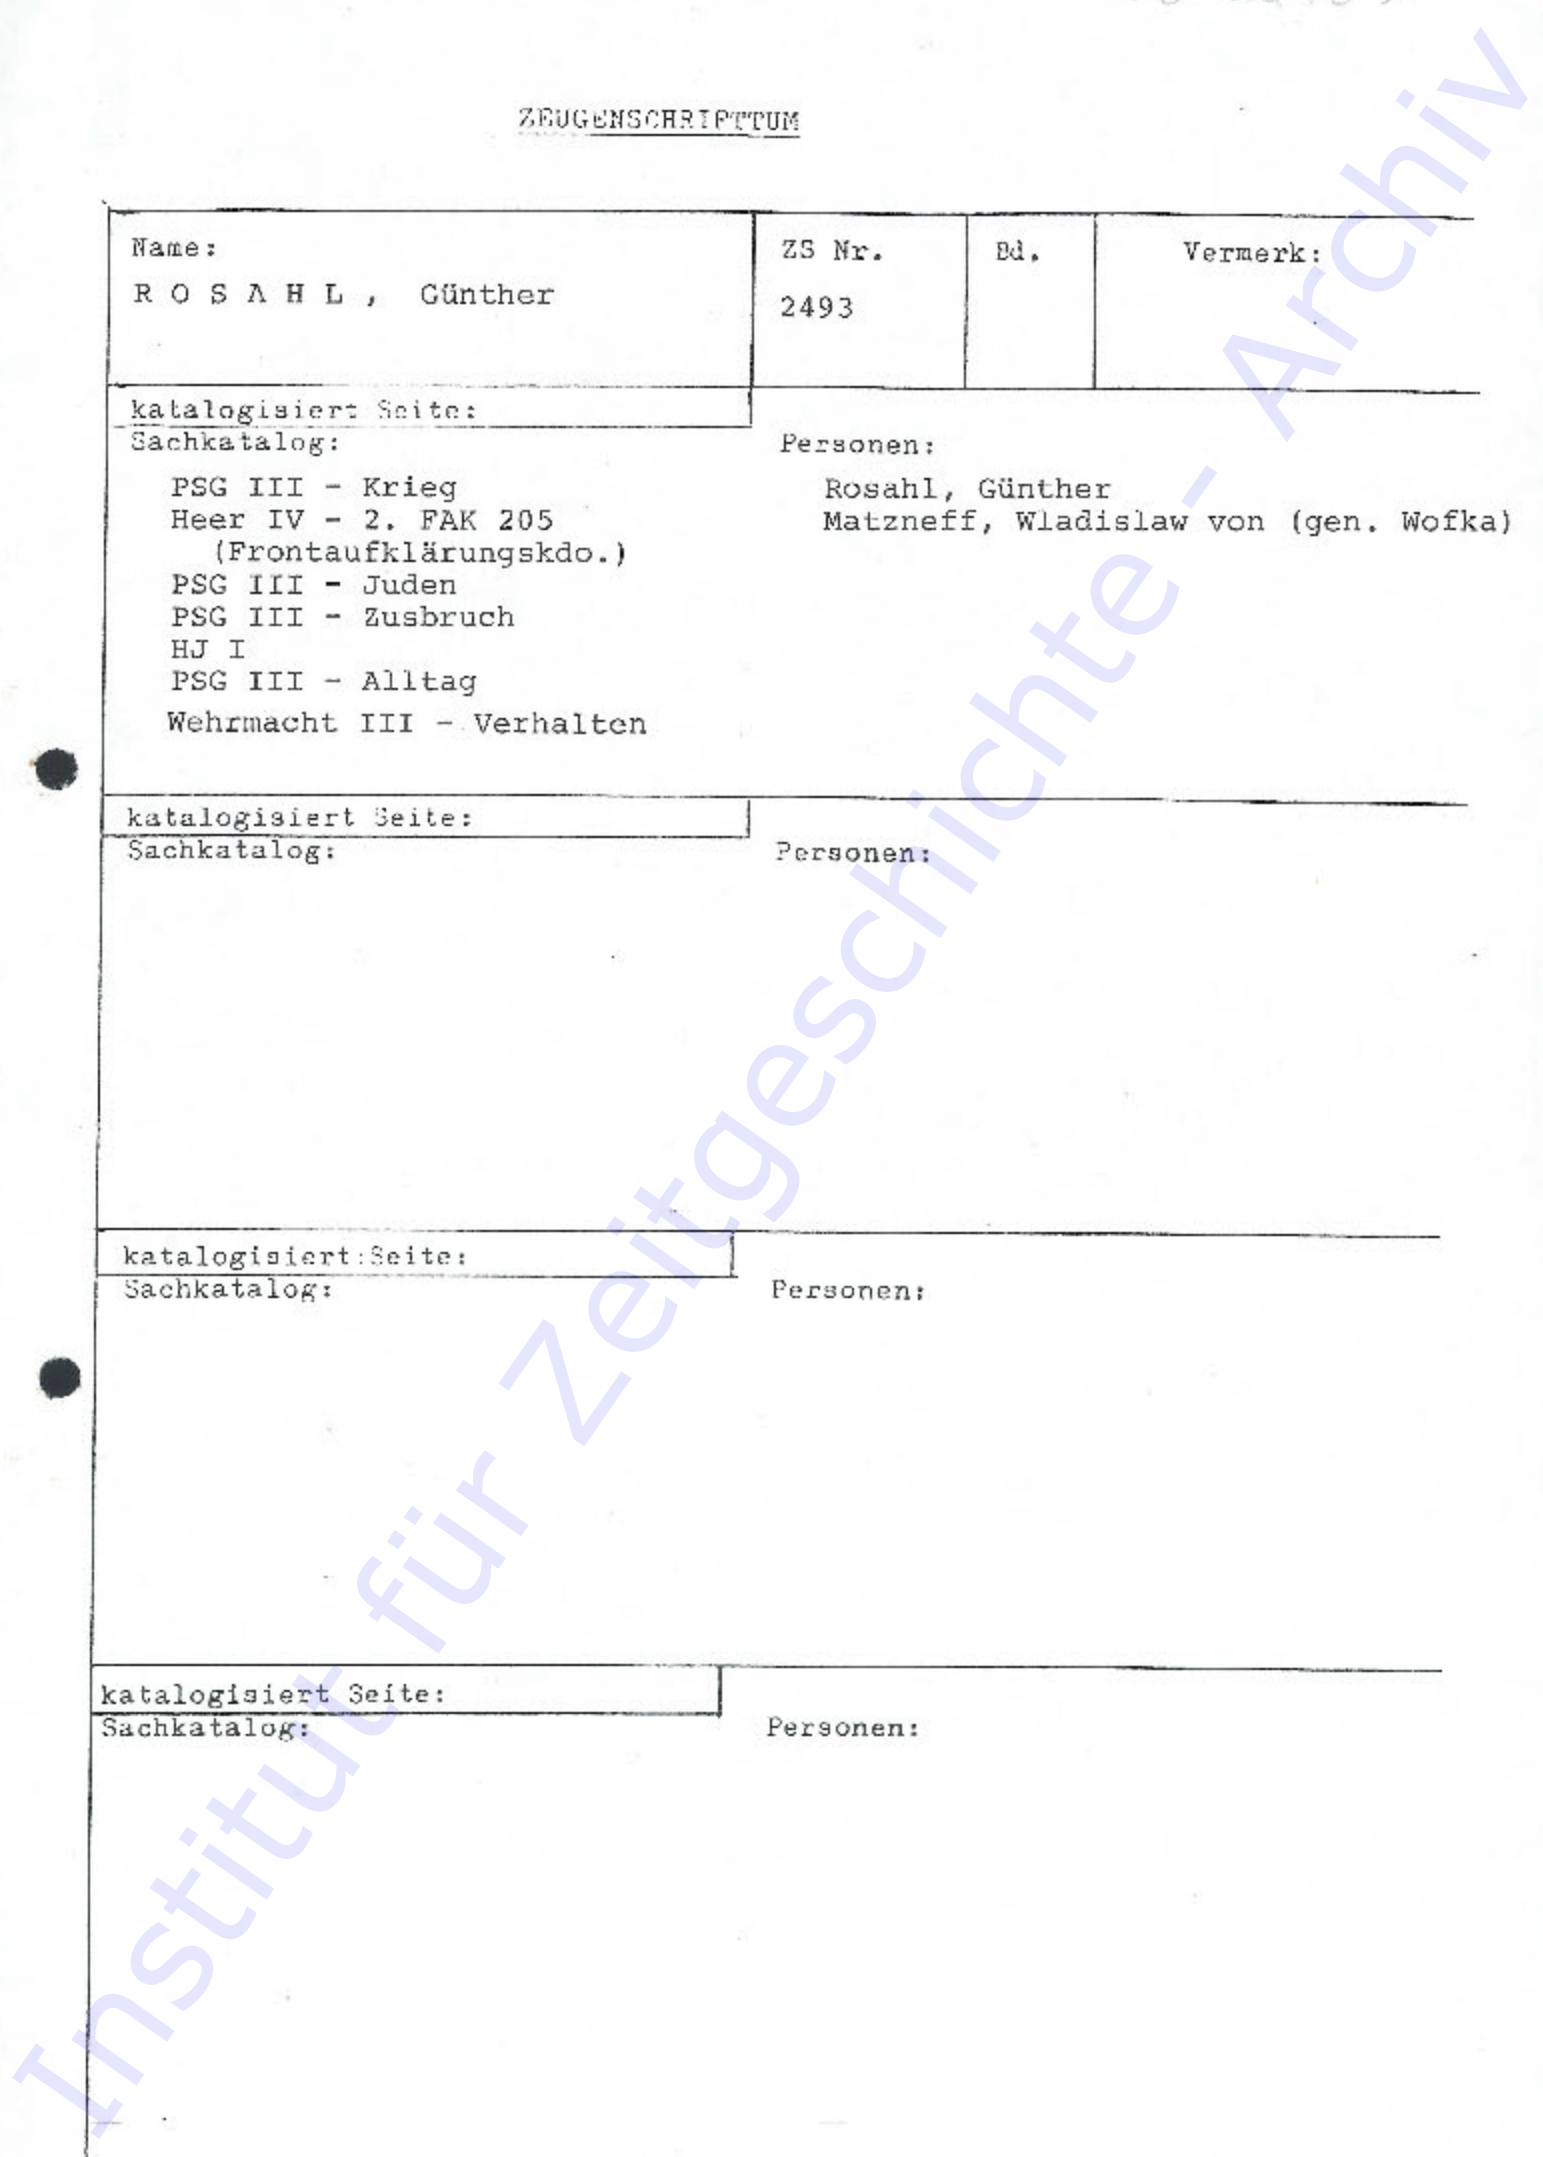 ZEUGENSCHRIFTTUM
Name:
ROSAHL, Günther
ZS Nr.
2493
Bd.
Vermerk:
katalogisiert Seite:
Sachkatalog:
PSG III - Krieg
Heer IV - 2. FAK 205
(Frontaufklärungskdo.)
PSG III - Juden
PSG III - Zusbruch
HJ I
PSG III - Alltag
Wehrmacht III - Verhalten
Personen:
Rosahl, Günther
Matzneff, Wladislaw von (gen. Wofka)
katalogisiert Seite:
Sachkatalog:
Personen:
katalogisiert Seite:
Sachkatalog:
Personen:
katalogisiert Seite:
Sachkatalog:
Personen:
Institut für Zeitgeschichte - Archiv